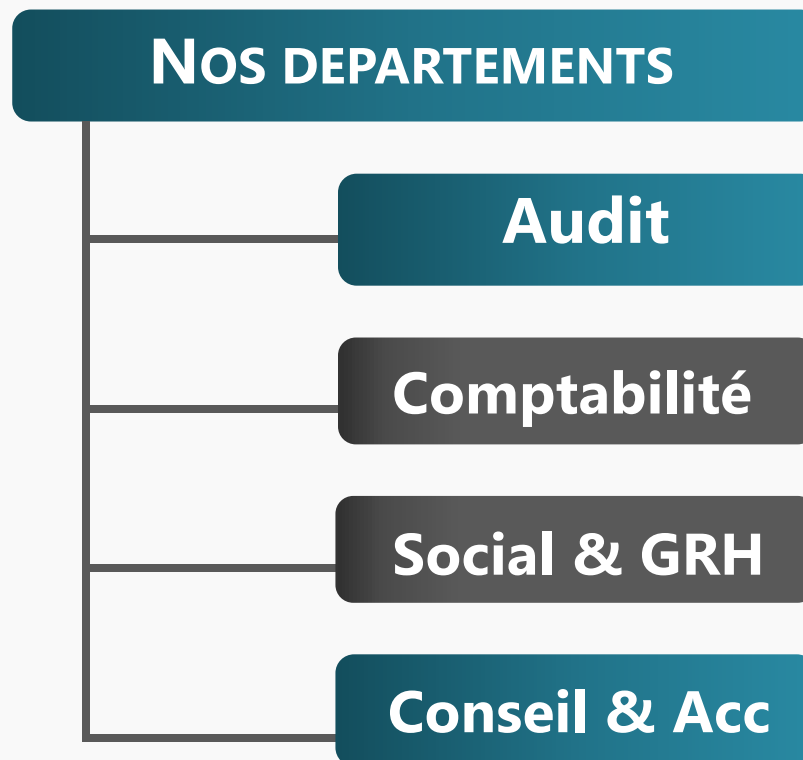 NOS DEPARTEMENTS
Audit
Comptabilité
Social & GRH
Conseil & Acc